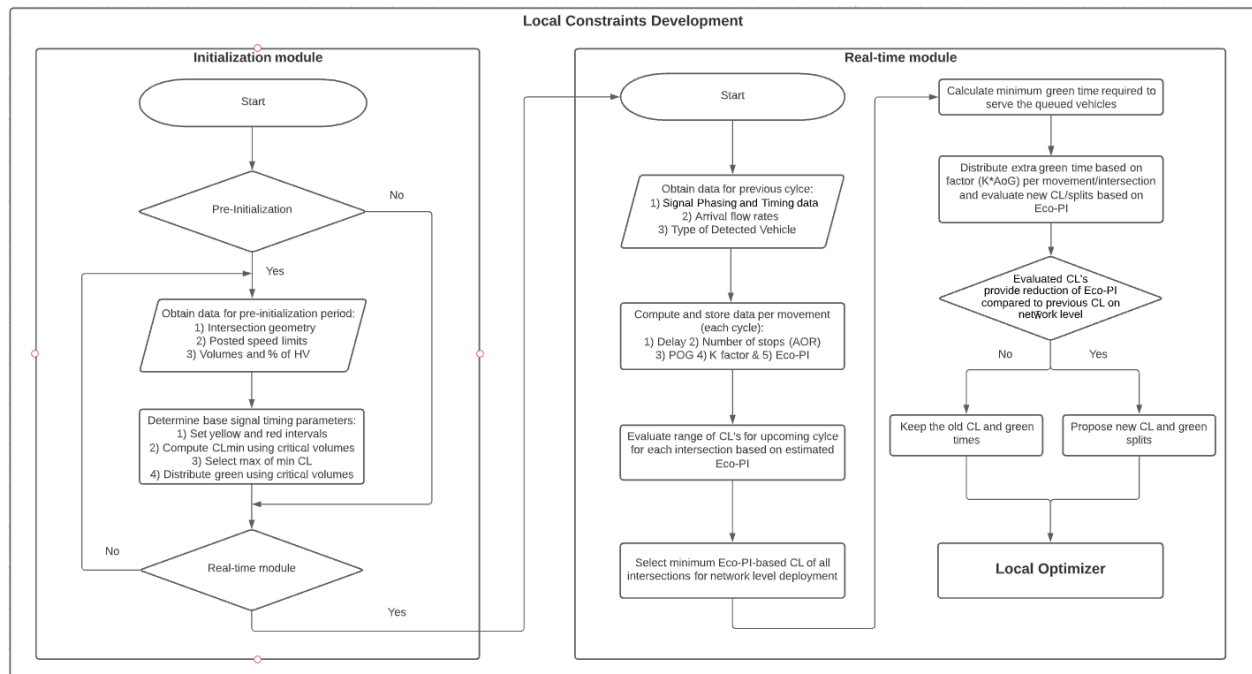 Local Constraints Development
Initialization module
Start
Pre-Initialization
No
Yes
Obtain data for pre-initialization period:
1) Intersection geometry
2) Posted speed limits
3) Volumes and % of HV
Determine base signal timing parameters:
1) Set yellow and red intervals
2) Compute CLmin using critical volumes
3) Select max of min CL
4) Distribute green using critical volumes
No
Real-time module
Yes
Real-time module
Start
Obtain data for previous cylce:
1) Signal Phasing and Timing data
2) Arrival flow rates
3) Type of Detected Vehicle
Compute and store data per movement
(each cycle):
1) Delay 2) Number of stops (AOR)
3) POG 4) K factor & 5) Eco-PI
Evaluate range of CL's for upcoming cylce
for each intersection based on estimated
Eco-PI
Select minimum Eco-PI-based CL of all
intersections for network level deployment
Calculate minimum green time required to
serve the queued vehicles
Distribute extra green time based on
factor (K*AoG) per movement/intersection
and evaluate new CL/splits based on
Eco-PI
Evaluated CL's
provide reduction of Eco-PI
compared to previous CL on
network level
No
Yes
Keep the old CL and green
times
Propose new CL and green
splits
Local Optimizer